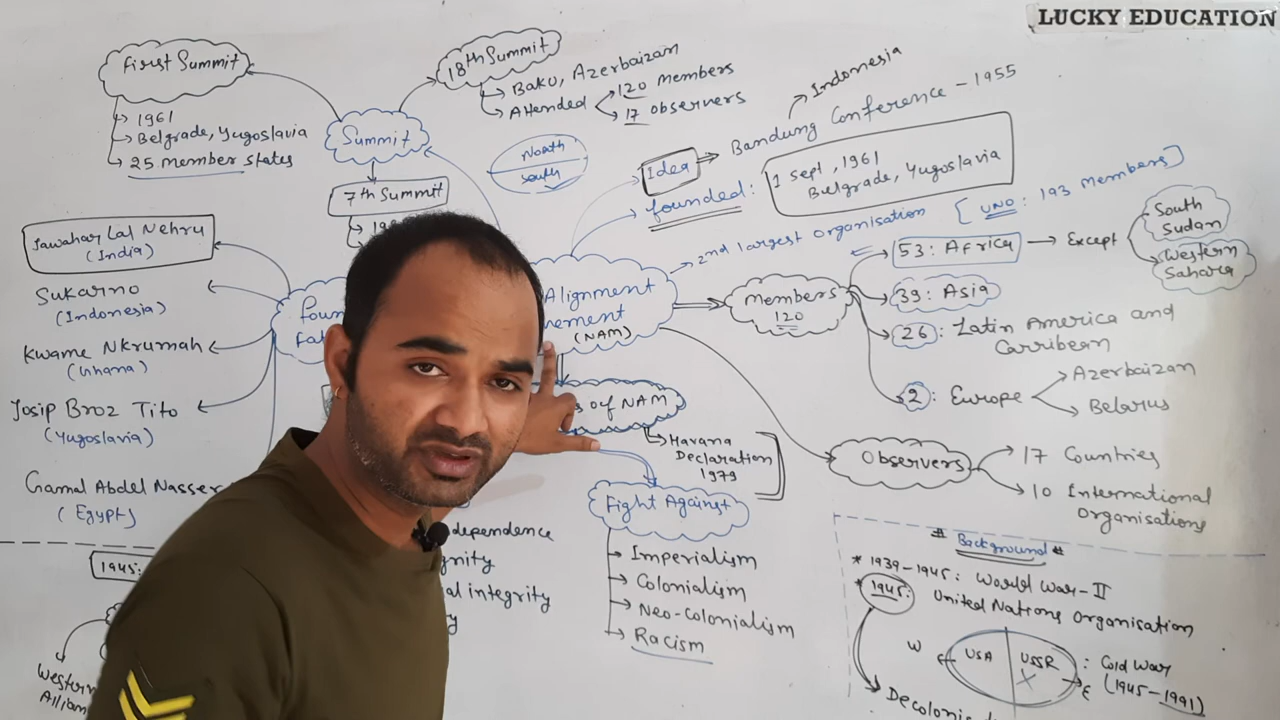 LUCKY EDUCATION
First Summit
1961
Belgrade, Yugoslavia
25 member states
18th Summit
Baku, Azerbaizan
Attended
120 members
17 observers
Summit
7th Summit
North
South
Idea
Bandung Conference - 1955
Indonesia
founded:
1 sept, 1961
Belgrade, Yugoslavia
2nd largest organisation
[UNO: 193 Members]
Jawahar Lal Nehru
(India)
Sukarno
(Indonesia)
Kwame Nkrumah
(Ghana)
Josip Broz Tito
(Yugoslavia)
Gamal Abdel Nasser
(Egypt)
Alignment
(NAM)
members
120
53: Africa
Except
South
Sudan
Western
Sahara
39: Asia
26: Latin America and
Carribean
2: Europe
Azerbaizan
Belarus
of NAM
Havana
Declaration
1979
Observers
17 Countries
10 International
Organisations
Fight Against
Imperialism
Colonialism
Neo-Colonialism
Racism
integrity
1945:
Western
# Background #
* 1939-1945: World War-II
* 1945: United Nations Organisation
W
USA
USSR
E
: Cold War
(1945-1991)